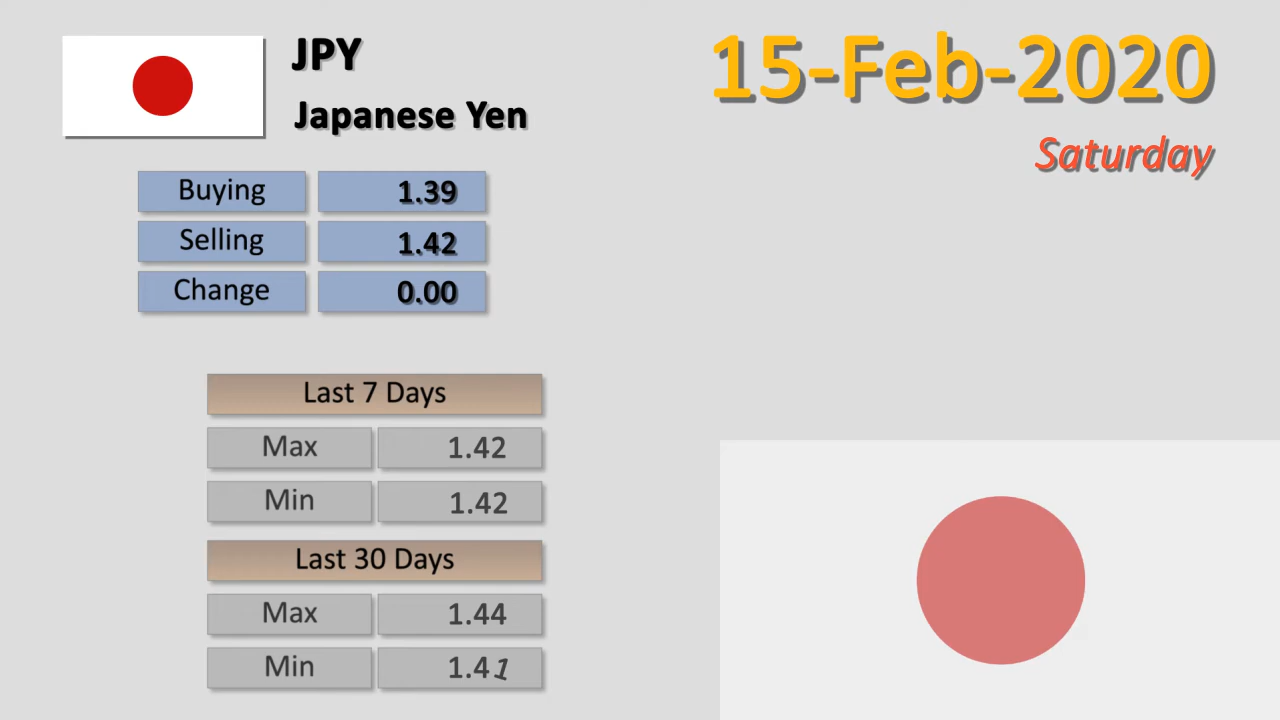 JPY
Japanese Yen
15-Feb-2020
Saturday
Buying 1.39
Selling 1.42
Change 0.00
Last 7 Days
Max 1.42
Min 1.42
Last 30 Days
Max 1.44
Min 1.41